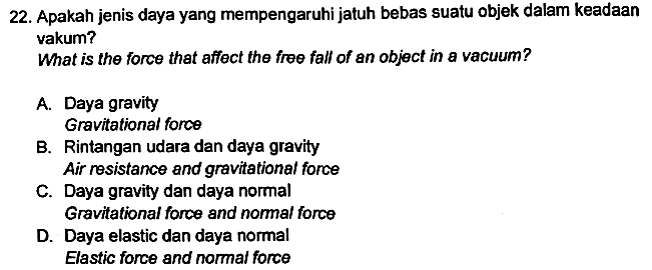 22. Apakah jenis daya yang mempengaruhi jatuh bebas suatu objek dalam keadaan
vakum?
What is the force that affect the free fall of an object in a vacuum?
A. Daya gravity
Gravitational force
B. Rintangan udara dan daya gravity
Air resistance and gravitational force
C. Daya gravity dan daya normal
Gravitational force and normal force
D. Daya elastic dan daya normal
Elastic force and normal force